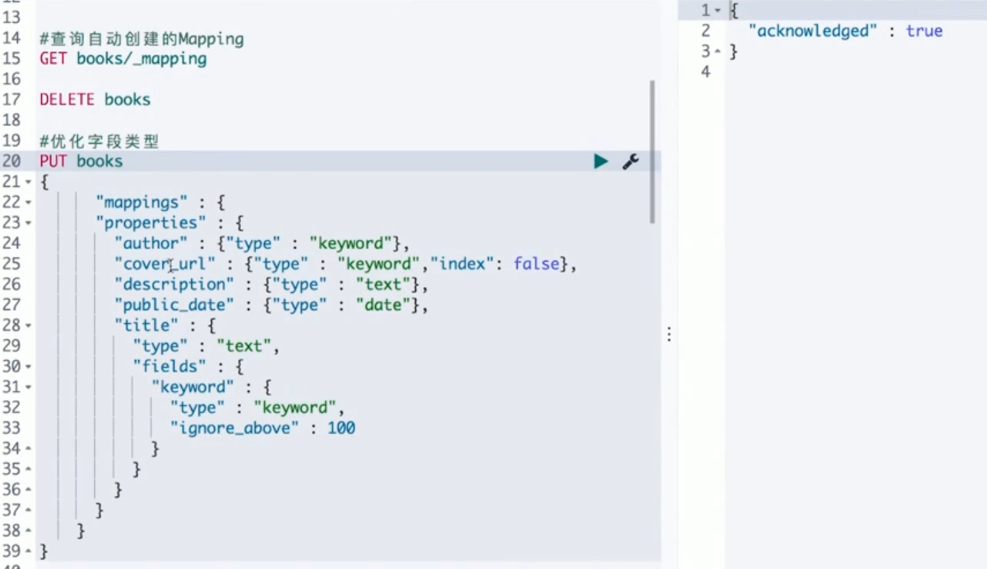 13
14 #查询自动创建的Mapping
15 GET books/_mapping
16
17 DELETE books
18
19 #优化字段类型
20 PUT books
21 {
22 "mappings" : {
23 "properties" : {
24 "author" : {"type" : "keyword"},
25 "cover_url" : {"type" : "keyword","index": false},
26 "description" : {"type" : "text"},
27 "public_date" : {"type" : "date"},
28 "title" : {
29 "type" : "text",
30 "fields" : {
31 "keyword" : {
32 "type" : "keyword",
33 "ignore_above" : 100
34 }
35 }
36 }
37 }
38 }
39 }
1 {
2 "acknowledged" : true
3 }
4